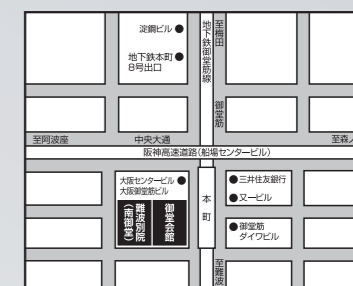 淀鋼ビル
地下鉄本町
8号出口
地下鉄御堂筋線
至梅田
御堂筋
至阿波座
中央大通
至森ノ
阪神高速道路(船場センタービル)
大阪センタービル
大阪御堂筋ビル
御堂会館
難波別院
(南御堂)
本町
三井住友銀行
又一ビル
御堂筋
ダイワビル
至難波